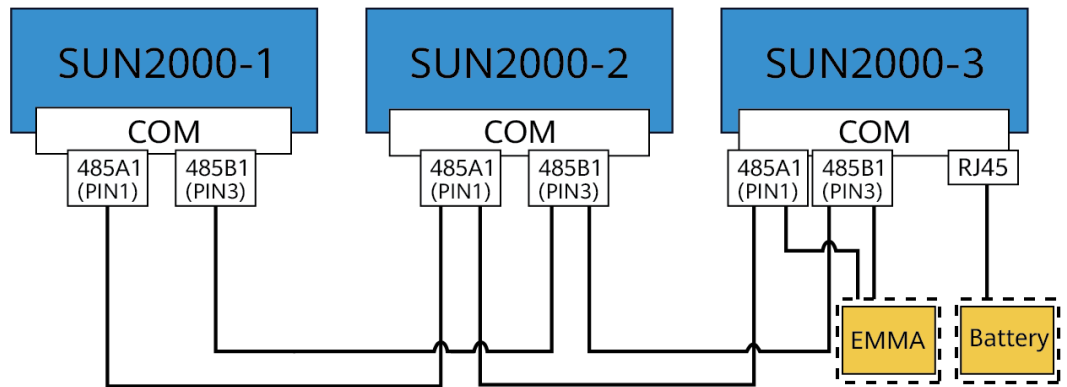 SUN2000-1
SUN2000-2
SUN2000-3
COM
COM
COM
485A1
(PIN1)
485B1
(PIN3)
485A1
(PIN1)
485B1
(PIN3)
485A1
(PIN1)
485B1
(PIN3)
RJ45
EMMA
Battery